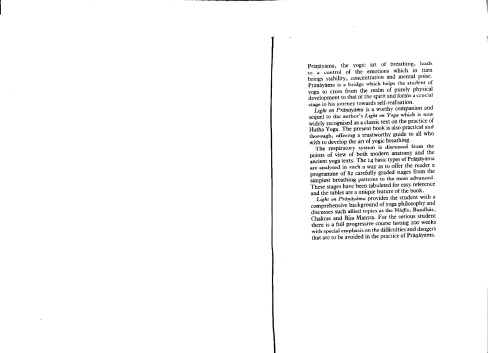 Prāṇāyāma, the yogic art of breathing, leads
to a control of the emotions which in turn
brings stability, concentration and mental poise.
Prāṇāyāma is a bridge which helps the student of
yoga to cross from the realm of purely physical
development to that of the spirit and forms a crucial
stage in his journey towards self-realisation.
Light on Prāṇāyāma is a worthy companion and
sequel to the author's Light on Yoga which is now
widely recognised as a classic text on the practice of
Hatha Yoga. The present book is also practical and
thorough, offering a trustworthy guide to all who
wish to develop the art of yogic breathing.
The respiratory system is discussed from the
points of view of both modern anatomy and the
ancient yoga texts. The 14 basic types of Prāṇāyāma
are analysed in such a way as to offer the reader a
programme of 82 carefully graded stages from the
simplest breathing patterns to the most advanced.
These stages have been tabulated for easy reference
and the tables are a unique feature of the book.
Light on Prāṇāyāma provides the student with a
comprehensive background of yoga philosophy and
discusses such allied topics as the Nāḍis, Bandhas,
Chakras and Bīja Mantra. For the serious student
there is a full progressive course lasting 200 weeks
with special emphasis on the difficulties and dangers
that are to be avoided in the practice of Prāṇāyāma.